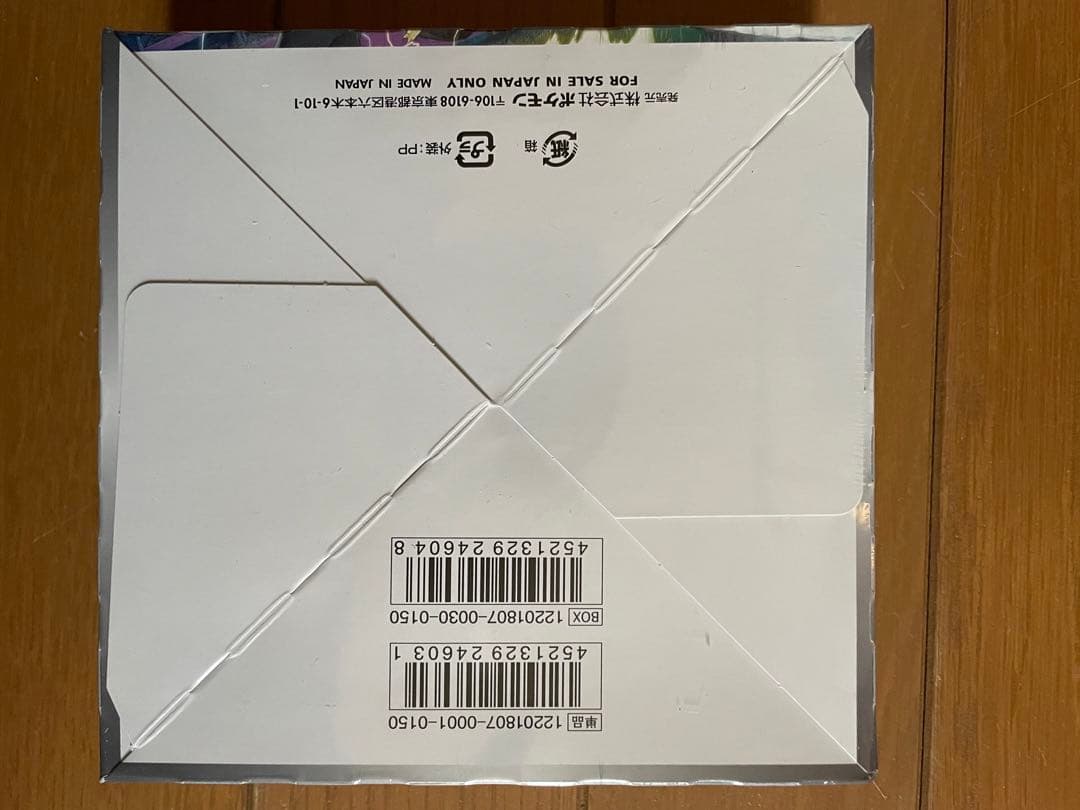 単品 12201807-0001-0150
4521329 24603 1
BOX 12201807-0030-0150
4521329 24604 8
紙 箱 プラ 外装:PP
発売元 株式会社ポケモン 〒106-6108 東京都港区六本木6-10-1
FOR SALE IN JAPAN ONLY MADE IN JAPAN